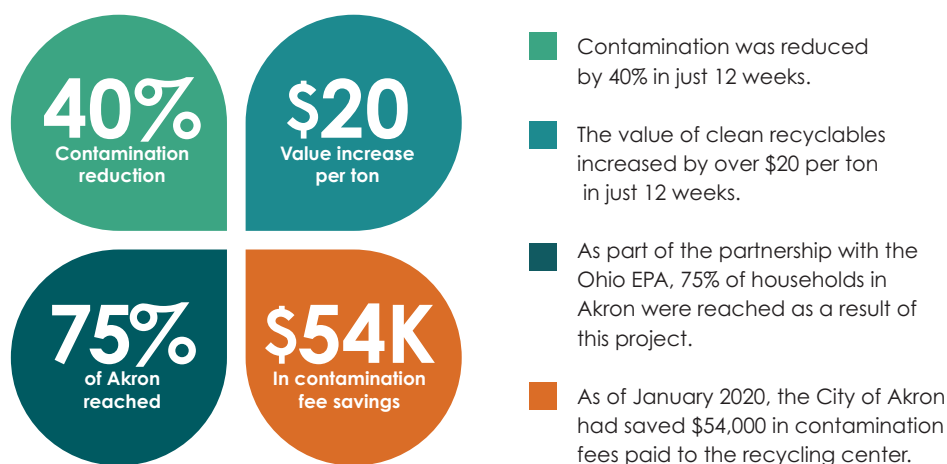 40%
Contamination
reduction
$20
Value increase
per ton
75%
of Akron
reached
$54K
In contamination
fee savings
Contamination was reduced
by 40% in just 12 weeks.
The value of clean recyclables
increased by over $20 per ton
in just 12 weeks.
As part of the partnership with the
Ohio EPA, 75% of households in
Akron were reached as a result of
this project.
As of January 2020, the City of Akron
had saved $54,000 in contamination
fees paid to the recycling center.